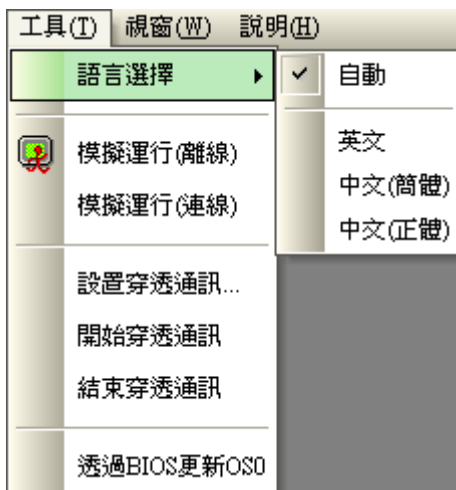 工具(T) 視窗(W) 說明(H)
語言選擇
模擬運行(離線)
模擬運行(連線)
設置穿透通訊...
開始穿透通訊
結束穿透通訊
透過BIOS更新OS0
自動
英文
中文(簡體)
中文(正體)